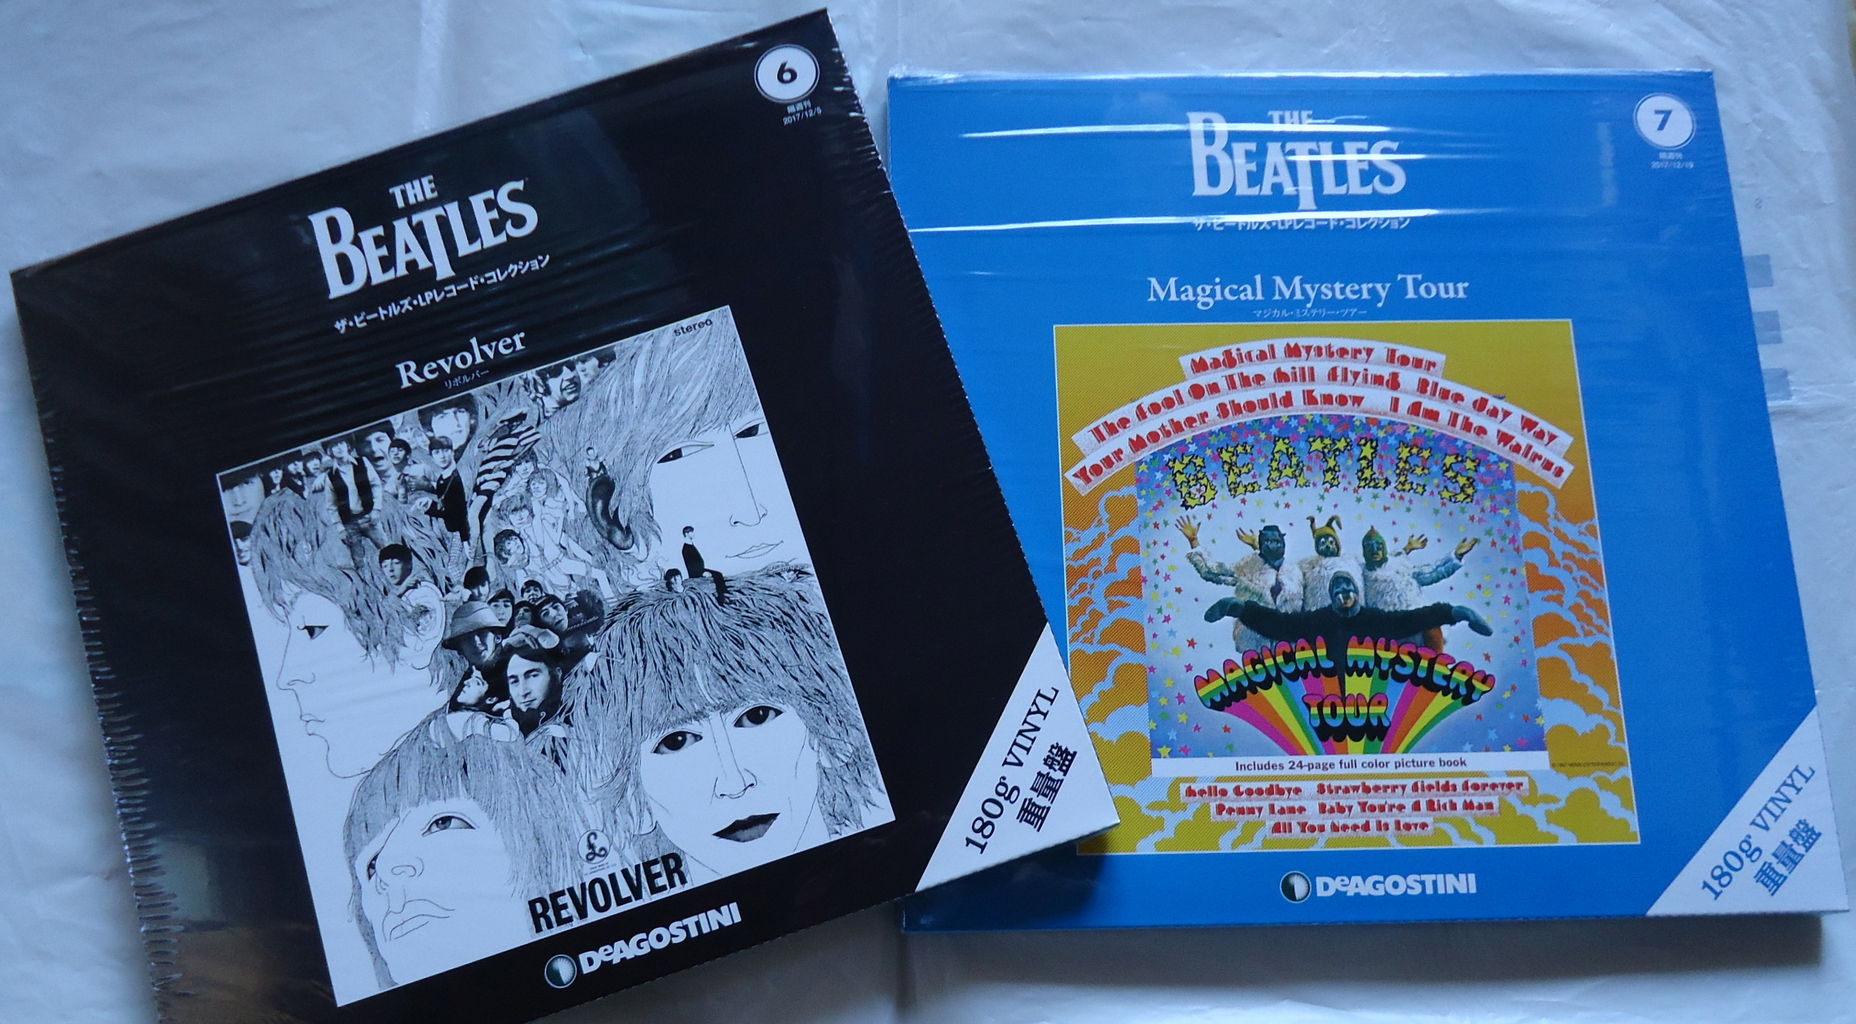 6
隔週刊
2017/12/5
THE
BEATLES
ザ・ビートルズ・LPレコード・コレクション
Revolver
リボルバー
stereo
REVOLVER
DeAGOSTINI
180g VINYL
重量盤
7
隔週刊
2017/12/19
THE
BEATLES
ザ・ビートルズ・LPレコード・コレクション
Magical Mystery Tour
マジカル・ミステリー・ツアー
Magical Mystery Tour
The Fool On The Hill Flying Blue Jay Way
Your Mother Should Know I Am The Walrus
BEATLES
MAGICAL MYSTERY
TOUR
Includes 24-page full color picture book
Hello Goodbye Strawberry Fields Forever
Penny Lane Baby You're A Rich Man
All You Need Is Love
DeAGOSTINI
180g VINYL
重量盤